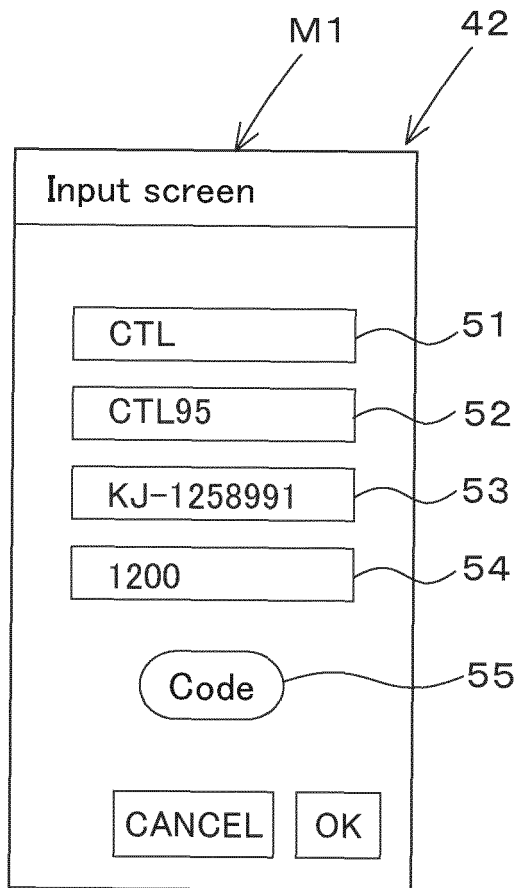 M1
42
Input screen
CTL
51
CTL95
52
KJ-1258991
53
1200
54
Code
55
CANCEL OK